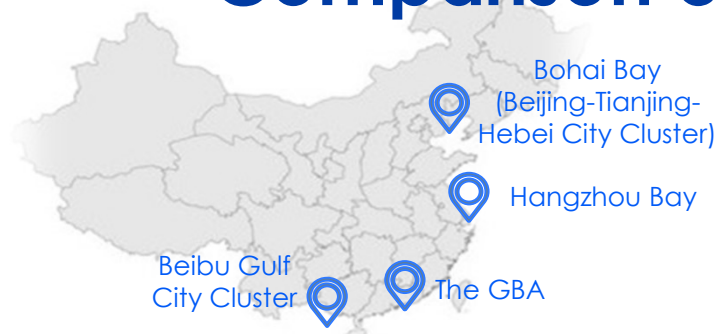 Bohai Bay
(Beijing-Tianjing-
Hebei City Cluster)
Hangzhou Bay
Beibu Gulf
City Cluster
The GBA